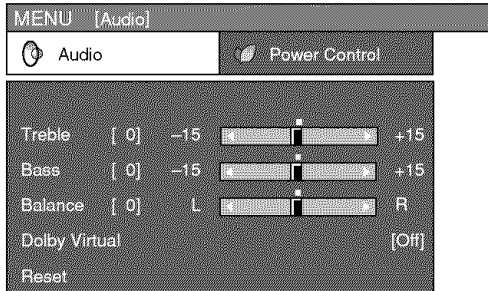 MENU [Audio]
Audio Power Control
Treble [ 0] –15 +15
Bass [ 0] –15 +15
Balance [ 0] L R
Dolby Virtual [Off]
Reset